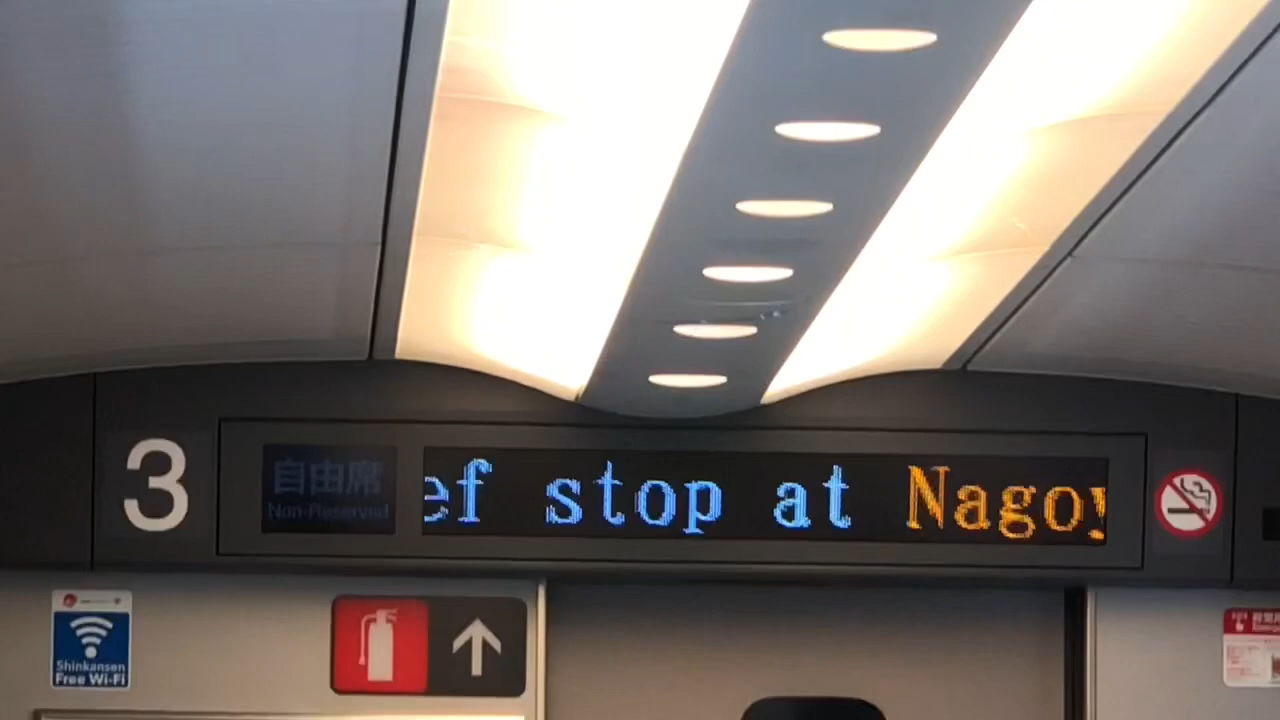 3
自由席
Non-Reserved
ef stop at Nagoy
Shinkansen
Free Wi-Fi